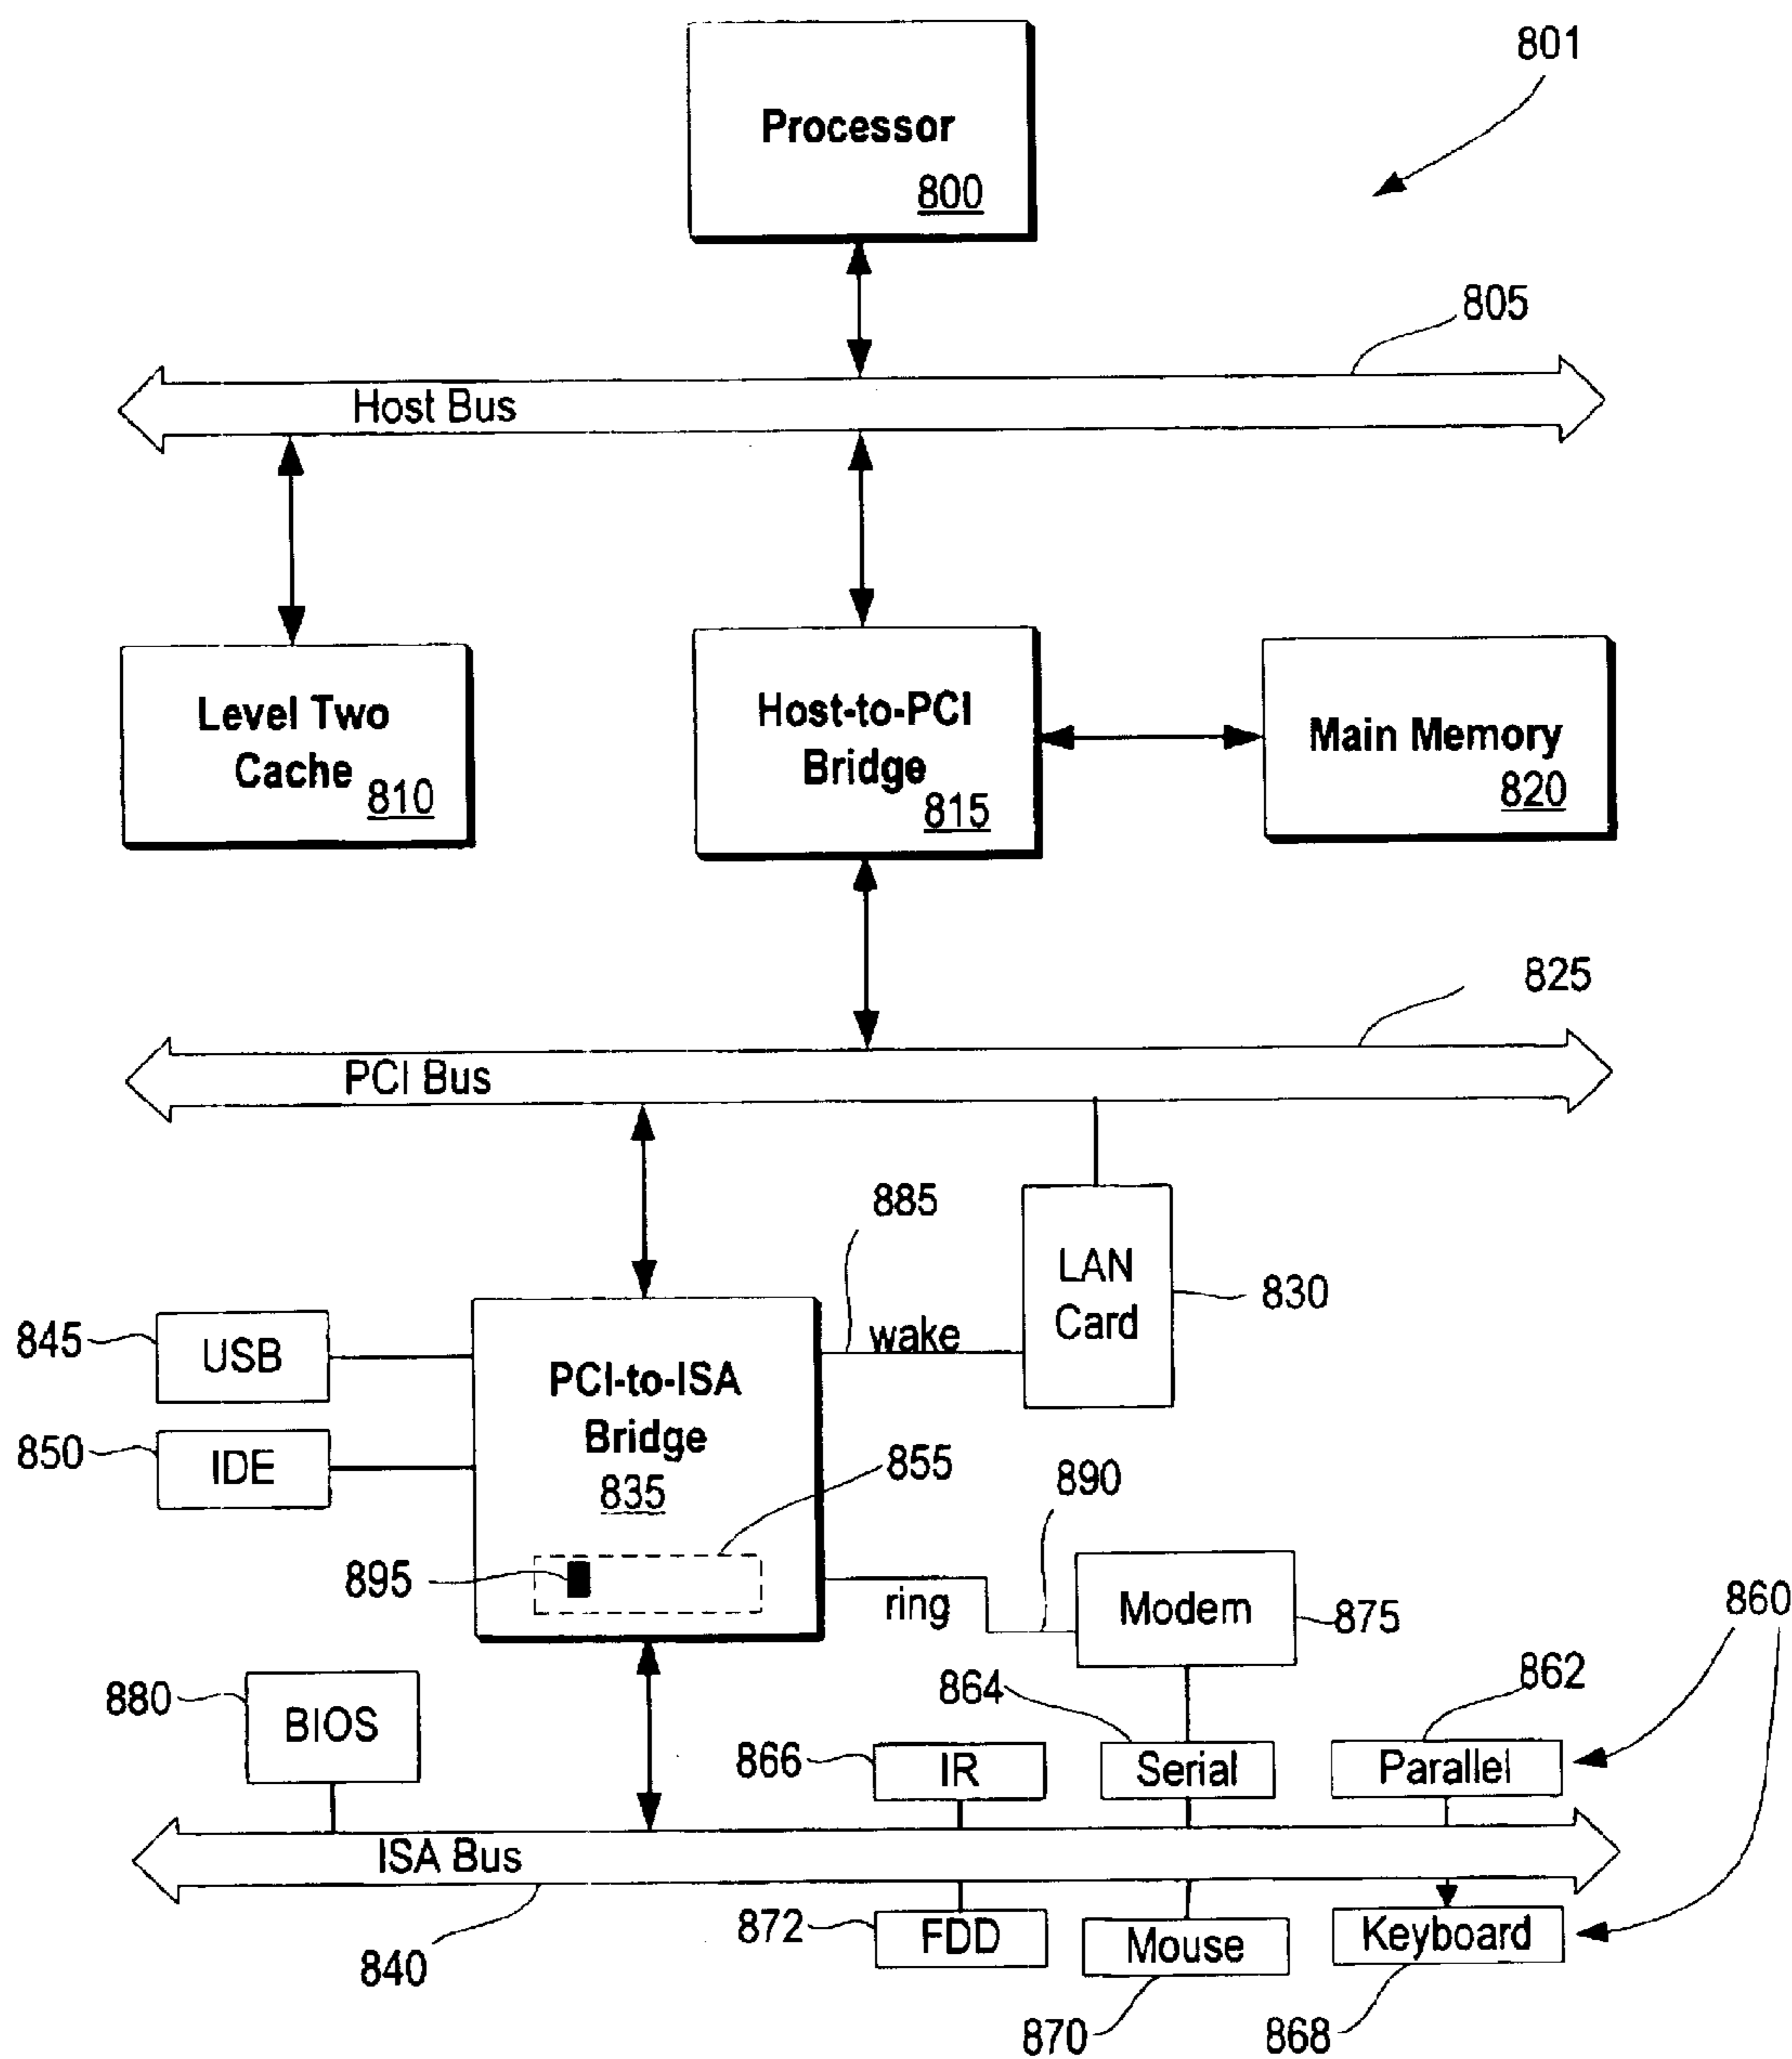 801
Processor
800
805
Host Bus
Level Two
Cache
810
Host-to-PCI
Bridge
815
Main Memory
820
825
PCI Bus
885
LAN
Card
830
wake
845
USB
850
IDE
PCI-to-ISA
Bridge
835
855
895
890
ring
Modem
875
860
880
BIOS
864
862
866
IR
Serial
Parallel
ISA Bus
840
872
FDD
Mouse
Keyboard
870
868